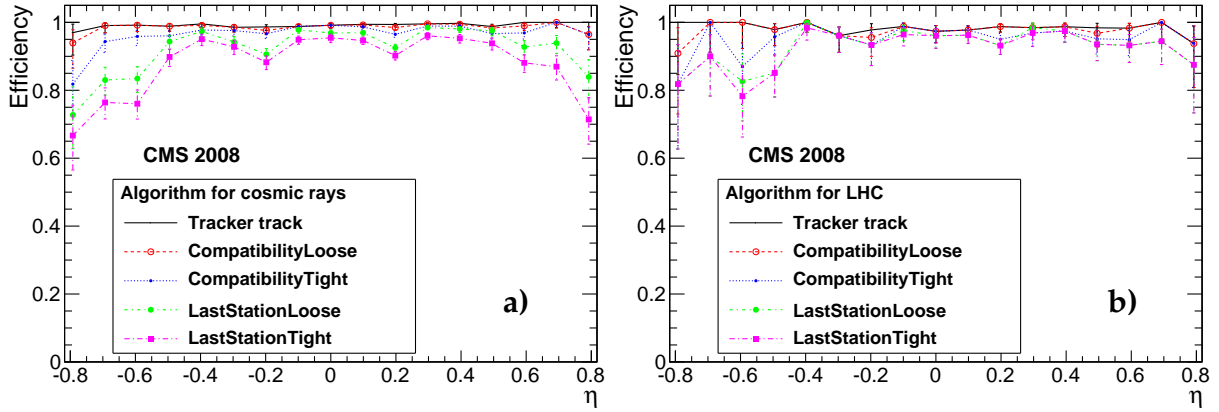 Efficiency
1
0.8
0.6
0.4
0.2
0
CMS 2008
Algorithm for cosmic rays
Tracker track
CompatibilityLoose
CompatibilityTight
LastStationLoose
LastStationTight
a)
-0.8 -0.6 -0.4 -0.2 0 0.2 0.4 0.6 0.8
η
Efficiency
1
0.8
0.6
0.4
0.2
0
CMS 2008
Algorithm for LHC
Tracker track
CompatibilityLoose
CompatibilityTight
LastStationLoose
LastStationTight
b)
-0.8 -0.6 -0.4 -0.2 0 0.2 0.4 0.6 0.8
η